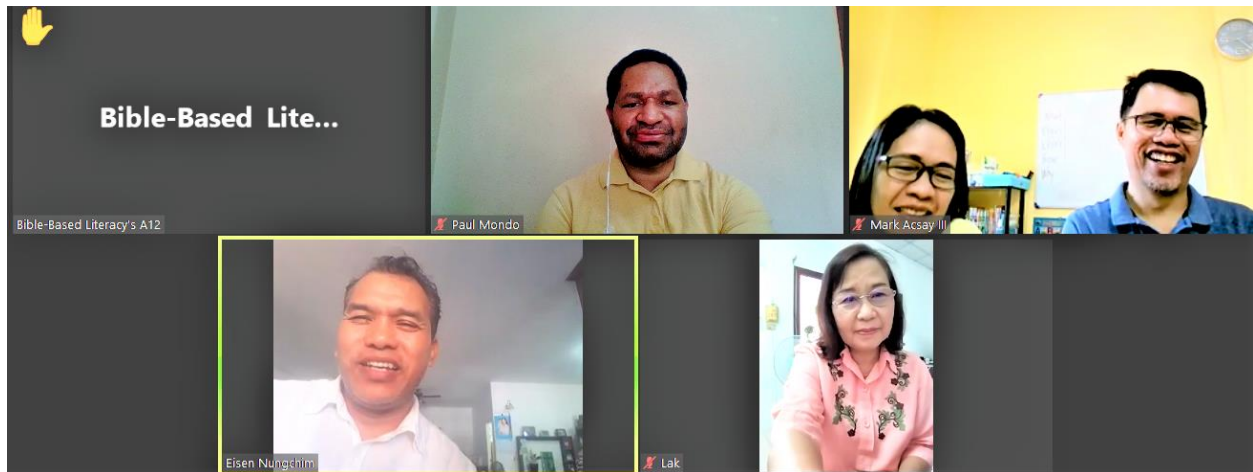 Bible-Based Lite...
Bible-Based Literacy's A12
Paul Mondo
Mark Acsay III
Eisen Nungchim
Lak